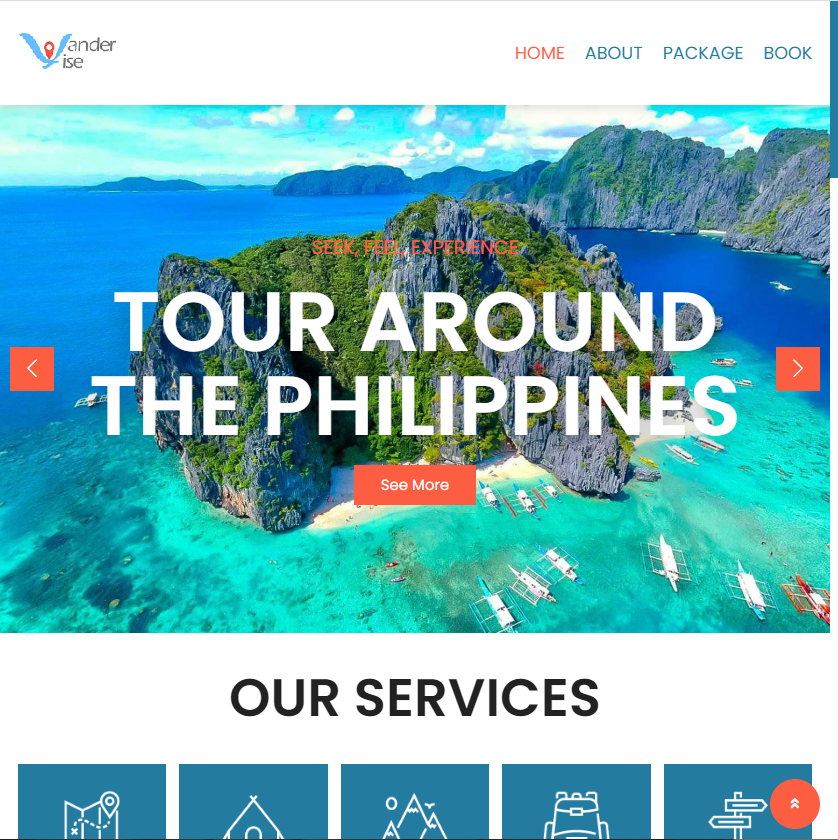 Wander
Wise
HOME ABOUT PACKAGE BOOK
SEEK, FEEL, EXPERIENCE
TOUR AROUND
THE PHILIPPINES
See More
OUR SERVICES